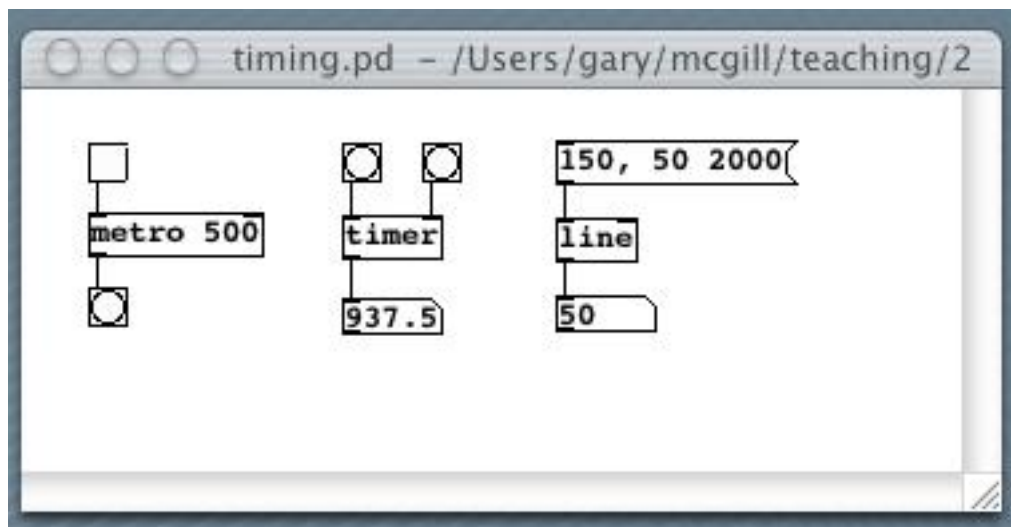 timing.pd – /Users/gary/mcgill/teaching/2
metro 500
timer
937.5
150, 50 2000
line
50